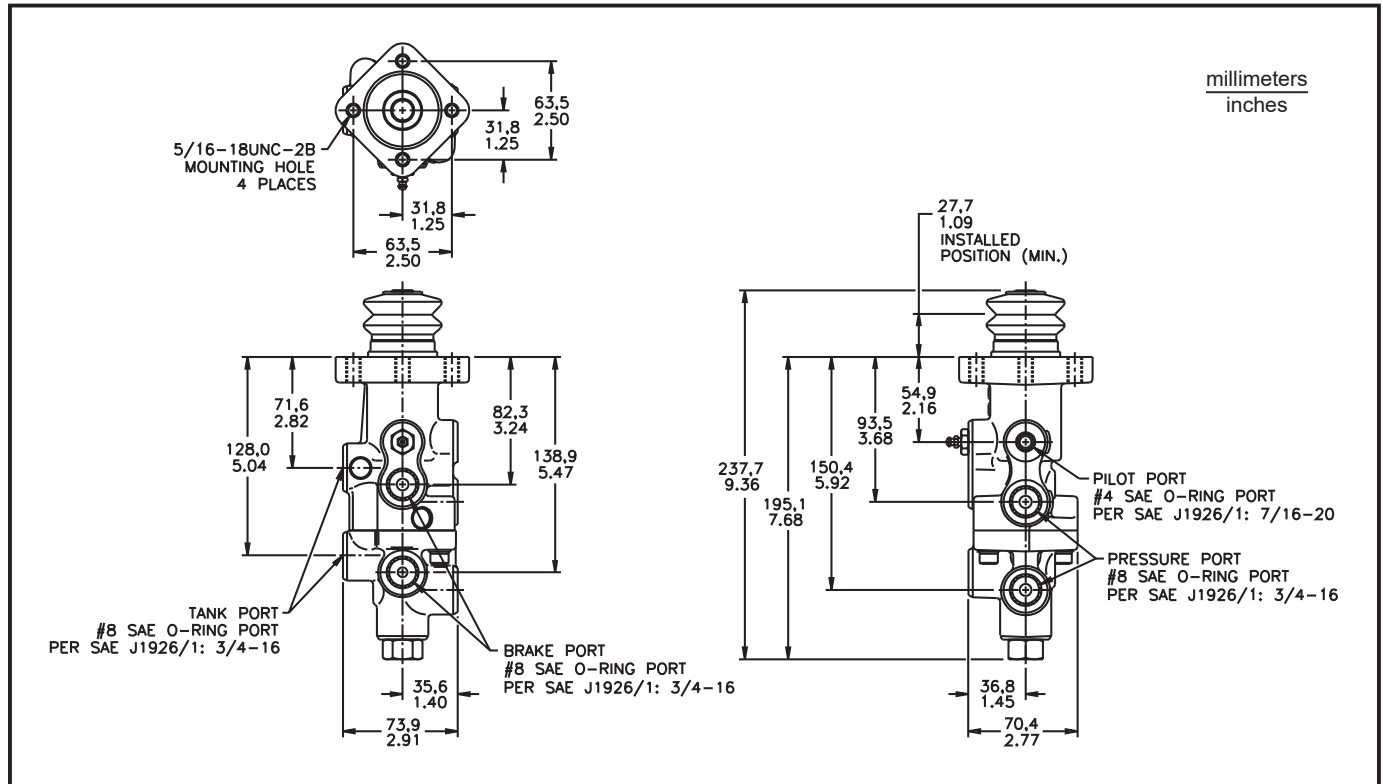 millimeters
inches
63,5
2.50
31,8
1.25
5/16-18UNC-2B
MOUNTING HOLE
4 PLACES
31,8
1.25
63,5
2.50
27,7
1.09
INSTALLED
POSITION (MIN.)
71,6
2.82
128,0
5.04
82,3
3.24
138,9
5.47
TANK PORT
#8 SAE O-RING PORT
PER SAE J1926/1: 3/4-16
BRAKE PORT
#8 SAE O-RING PORT
PER SAE J1926/1: 3/4-16
35,6
1.40
73,9
2.91
54,9
2.16
93,5
3.68
237,7
9.36
150,4
5.92
195,1
7.68
PILOT PORT
#4 SAE O-RING PORT
PER SAE J1926/1: 7/16-20
PRESSURE PORT
#8 SAE O-RING PORT
PER SAE J1926/1: 3/4-16
36,8
1.45
70,4
2.77